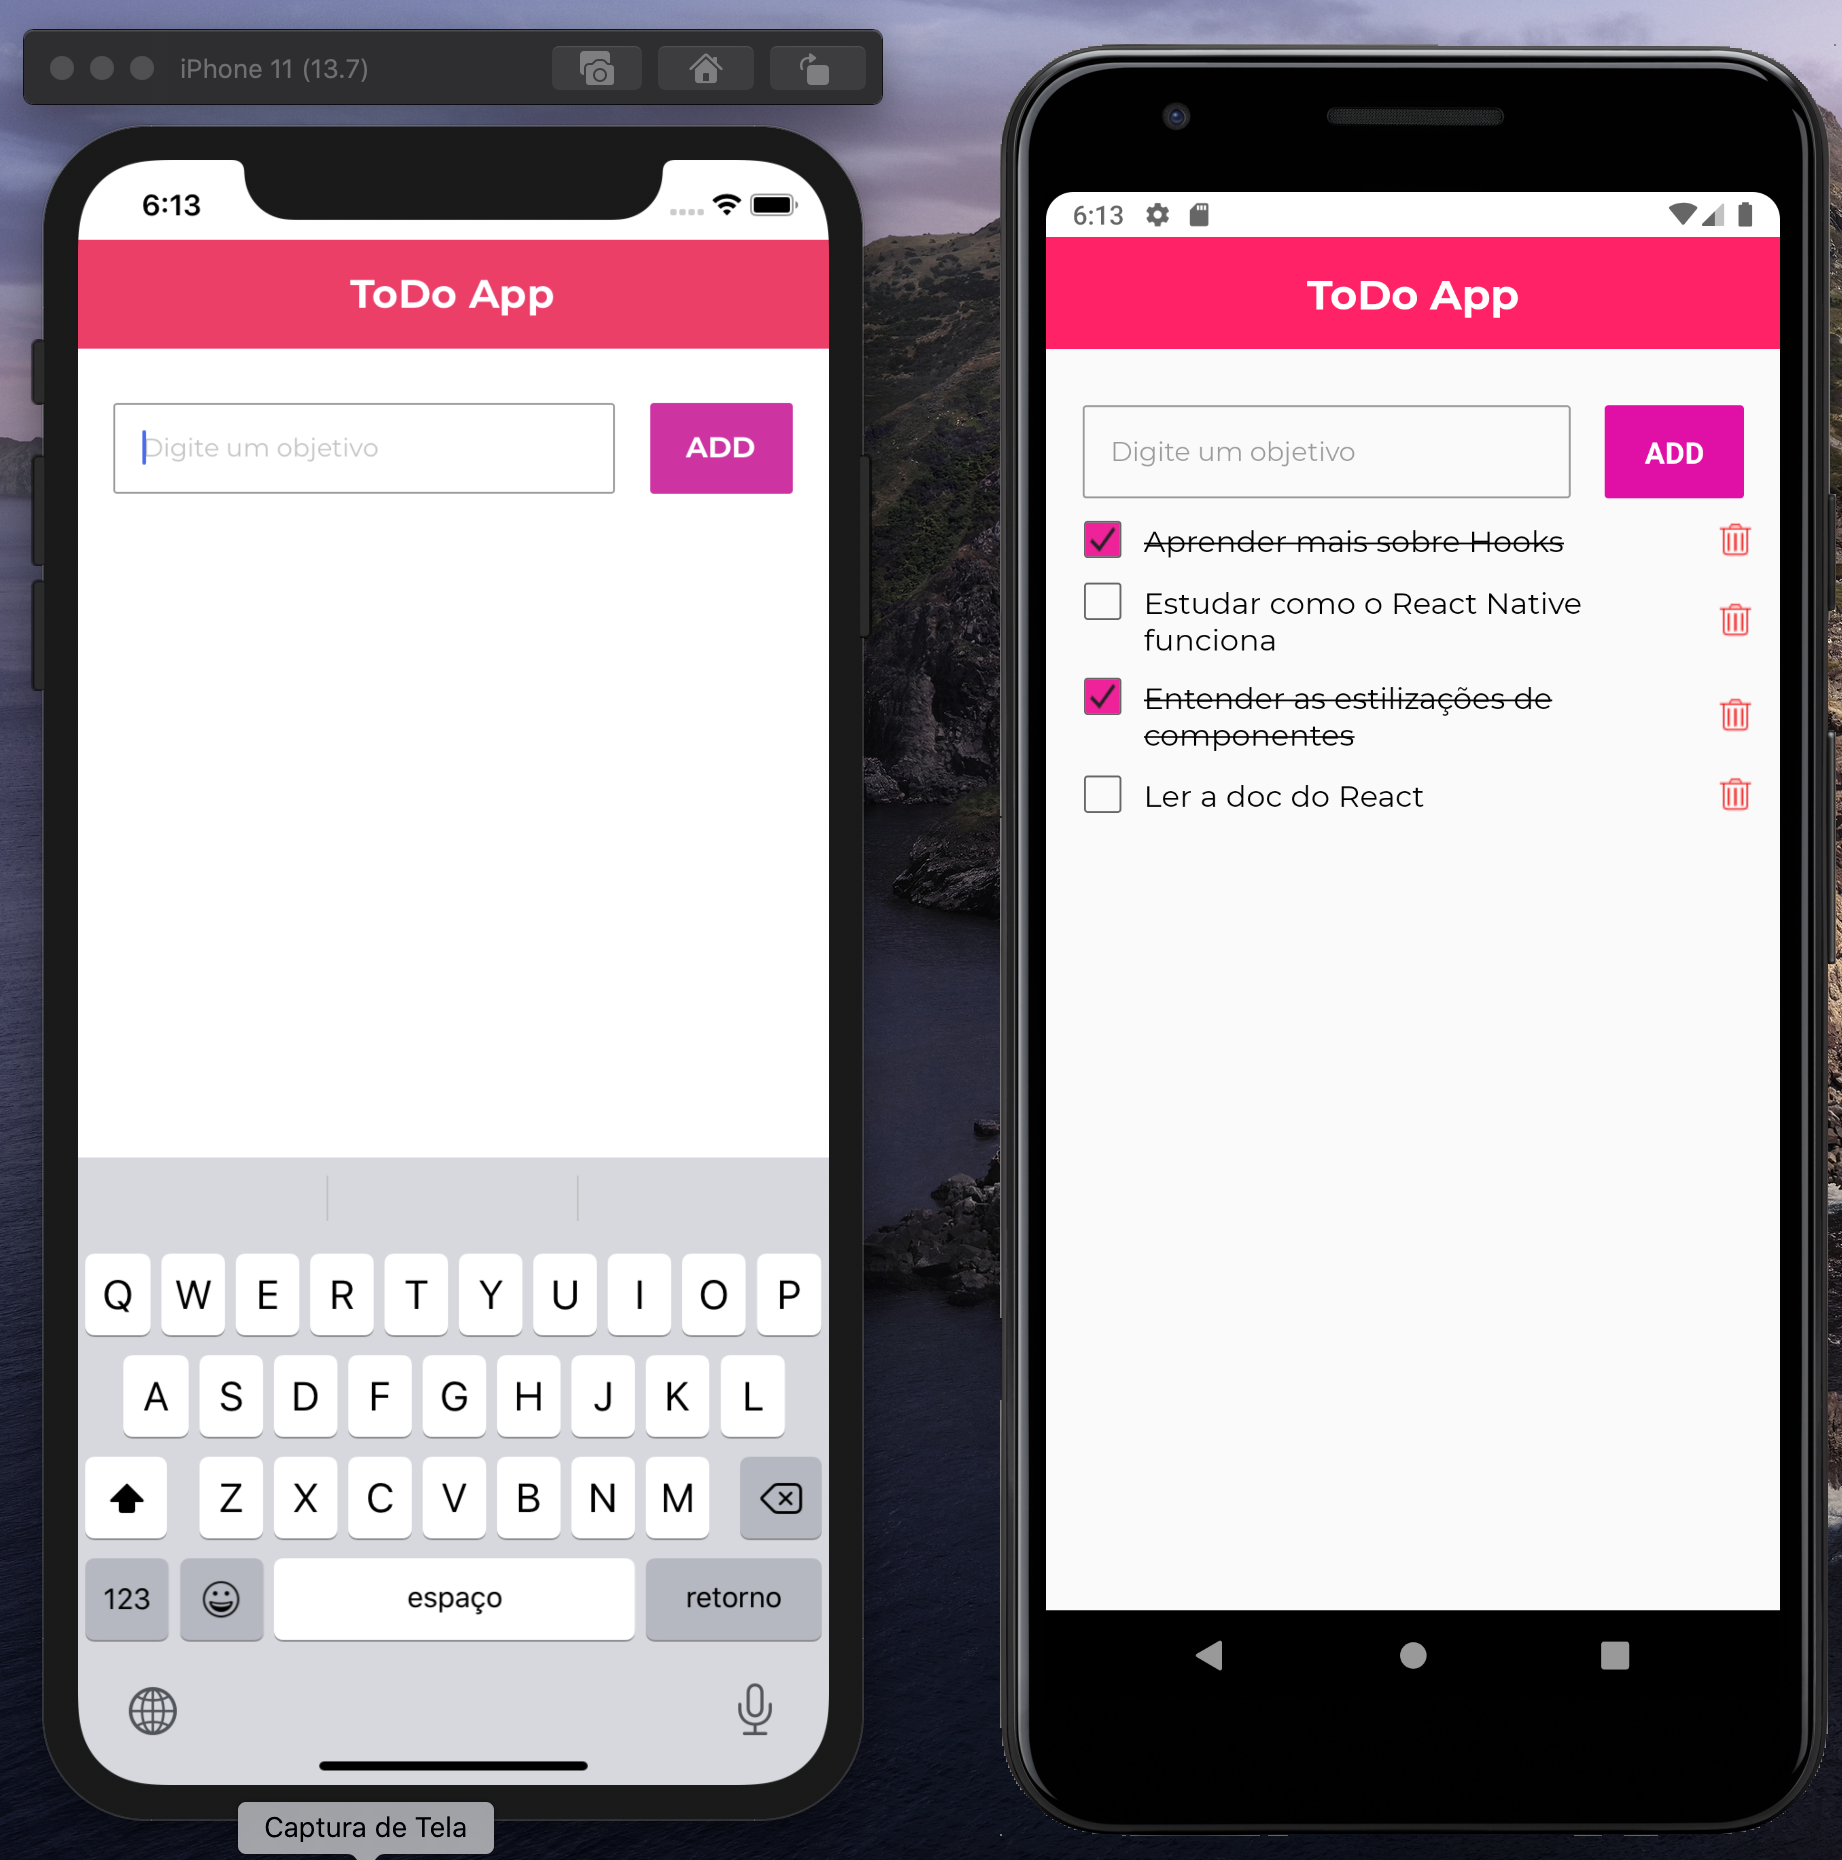 iPhone 11 (13.7)
6:13
ToDo App
Digite um objetivo
ADD
Q W E R T Y U I O P
A S D F G H J K L
Z X C V B N M
123
espaço
retorno
Captura de Tela
6:13
ToDo App
Digite um objetivo
ADD
Aprender mais sobre Hooks
Estudar como o React Native
funciona
Entender as estilizações de
componentes
Ler a doc do React